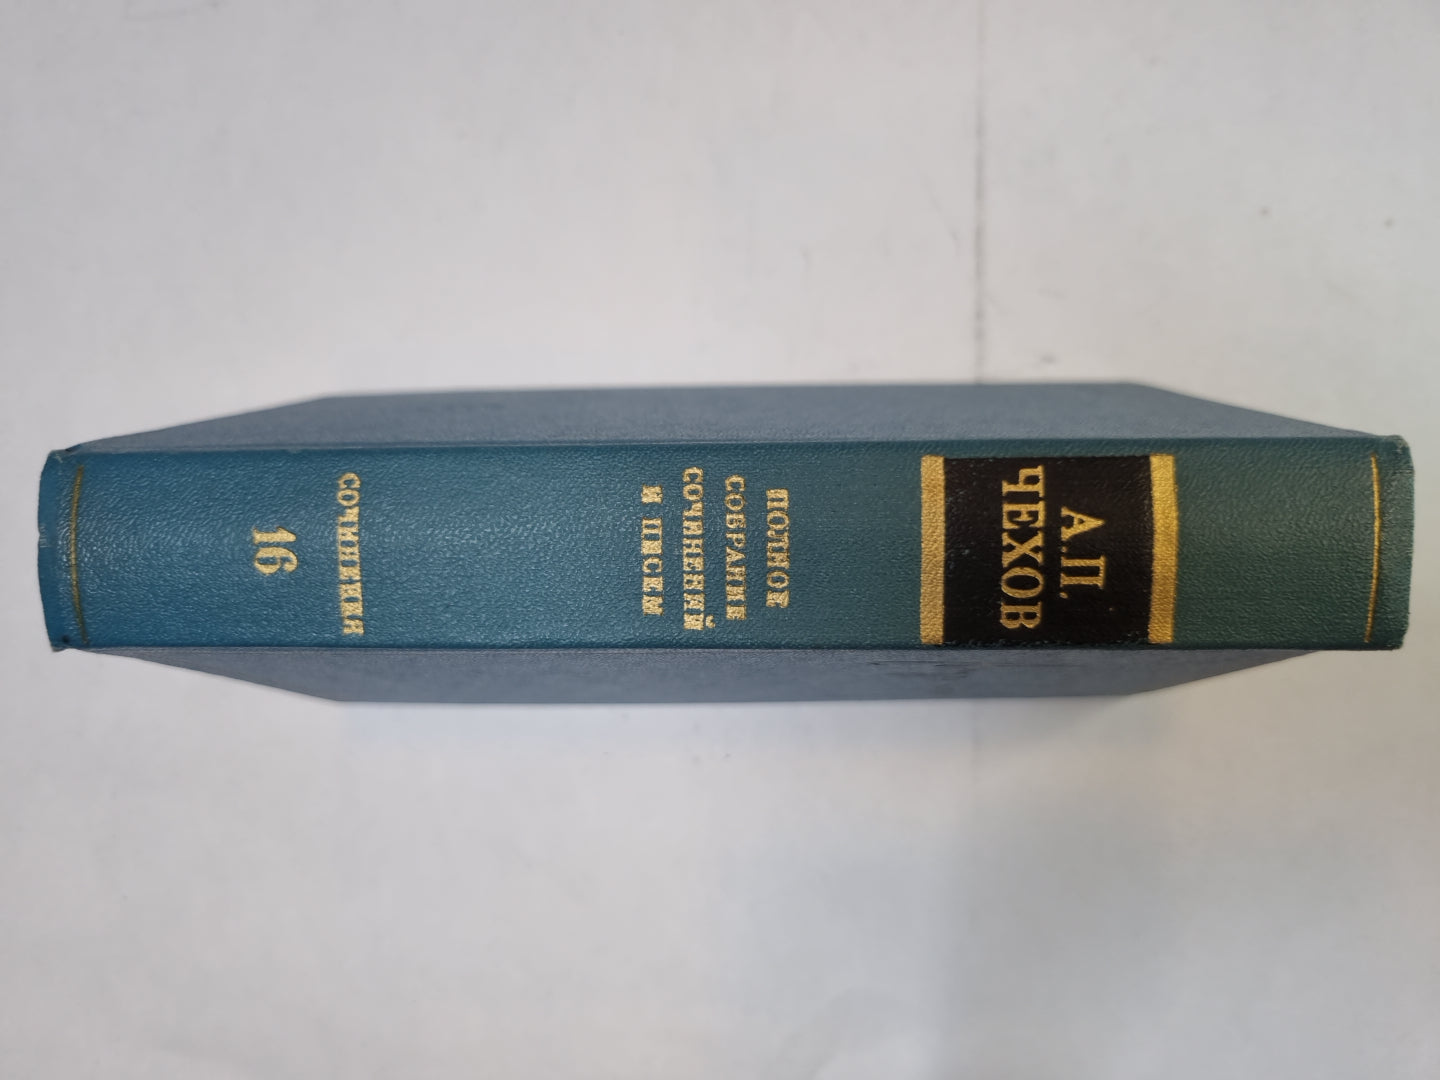 А.П.
ЧЕХОВ
ПОЛНОЕ
СОБРАНИЕ
СОЧИНЕНИЙ
И ПИСЕМ
СОЧИНЕНИЯ
16